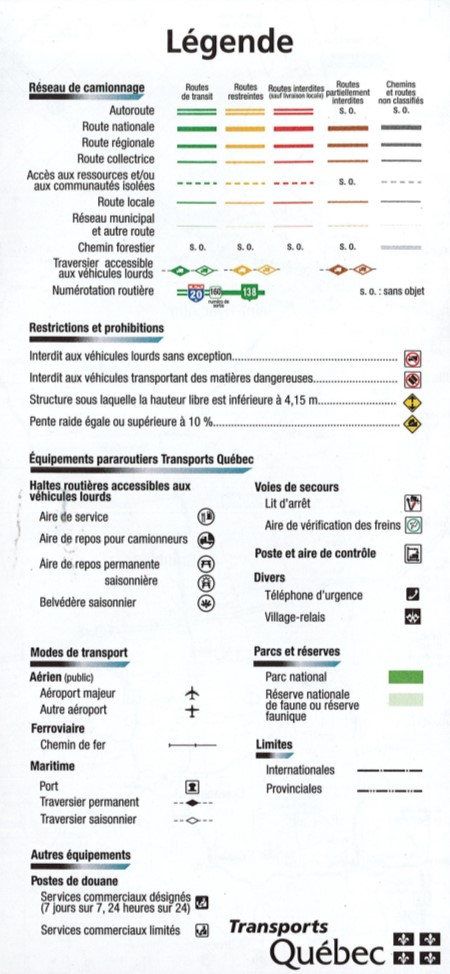 Légende
Réseau de camionnage
Routes de transit
Routes restreintes
Routes interdites (sauf livraison locale)
Routes partiellement interdites
Chemins et routes non classifiés
Autoroute s. o. s. o.
Route nationale
Route régionale
Route collectrice
Accès aux ressources et/ou
aux communautés isolées s. o.
Route locale
Réseau municipal
et autre route
Chemin forestier s. o. s. o. s. o. s. o.
Traversier accessible
aux véhicules lourds
Numérotation routière 20 160 138 s. o. : sans objet
numéro de sortie
Restrictions et prohibitions
Interdit aux véhicules lourds sans exception
Interdit aux véhicules transportant des matières dangereuses
Structure sous laquelle la hauteur libre est inférieure à 4,15 m
Pente raide égale ou supérieure à 10 %
Équipements pararoutiers Transports Québec
Haltes routières accessibles aux
véhicules lourds
Aire de service
Aire de repos pour camionneurs
Aire de repos permanente
saisonnière
Belvédère saisonnier
Voies de secours
Lit d'arrêt
Aire de vérification des freins
Poste et aire de contrôle
Divers
Téléphone d'urgence
Village-relais
Modes de transport
Aérien (public)
Aéroport majeur
Autre aéroport
Ferroviaire
Chemin de fer
Maritime
Port
Traversier permanent
Traversier saisonnier
Parcs et réserves
Parc national
Réserve nationale
de faune ou réserve
faunique
Limites
Internationales
Provinciales
Autres équipements
Postes de douane
Services commerciaux désignés
(7 jours sur 7, 24 heures sur 24)
Services commerciaux limités
Transports
Québec